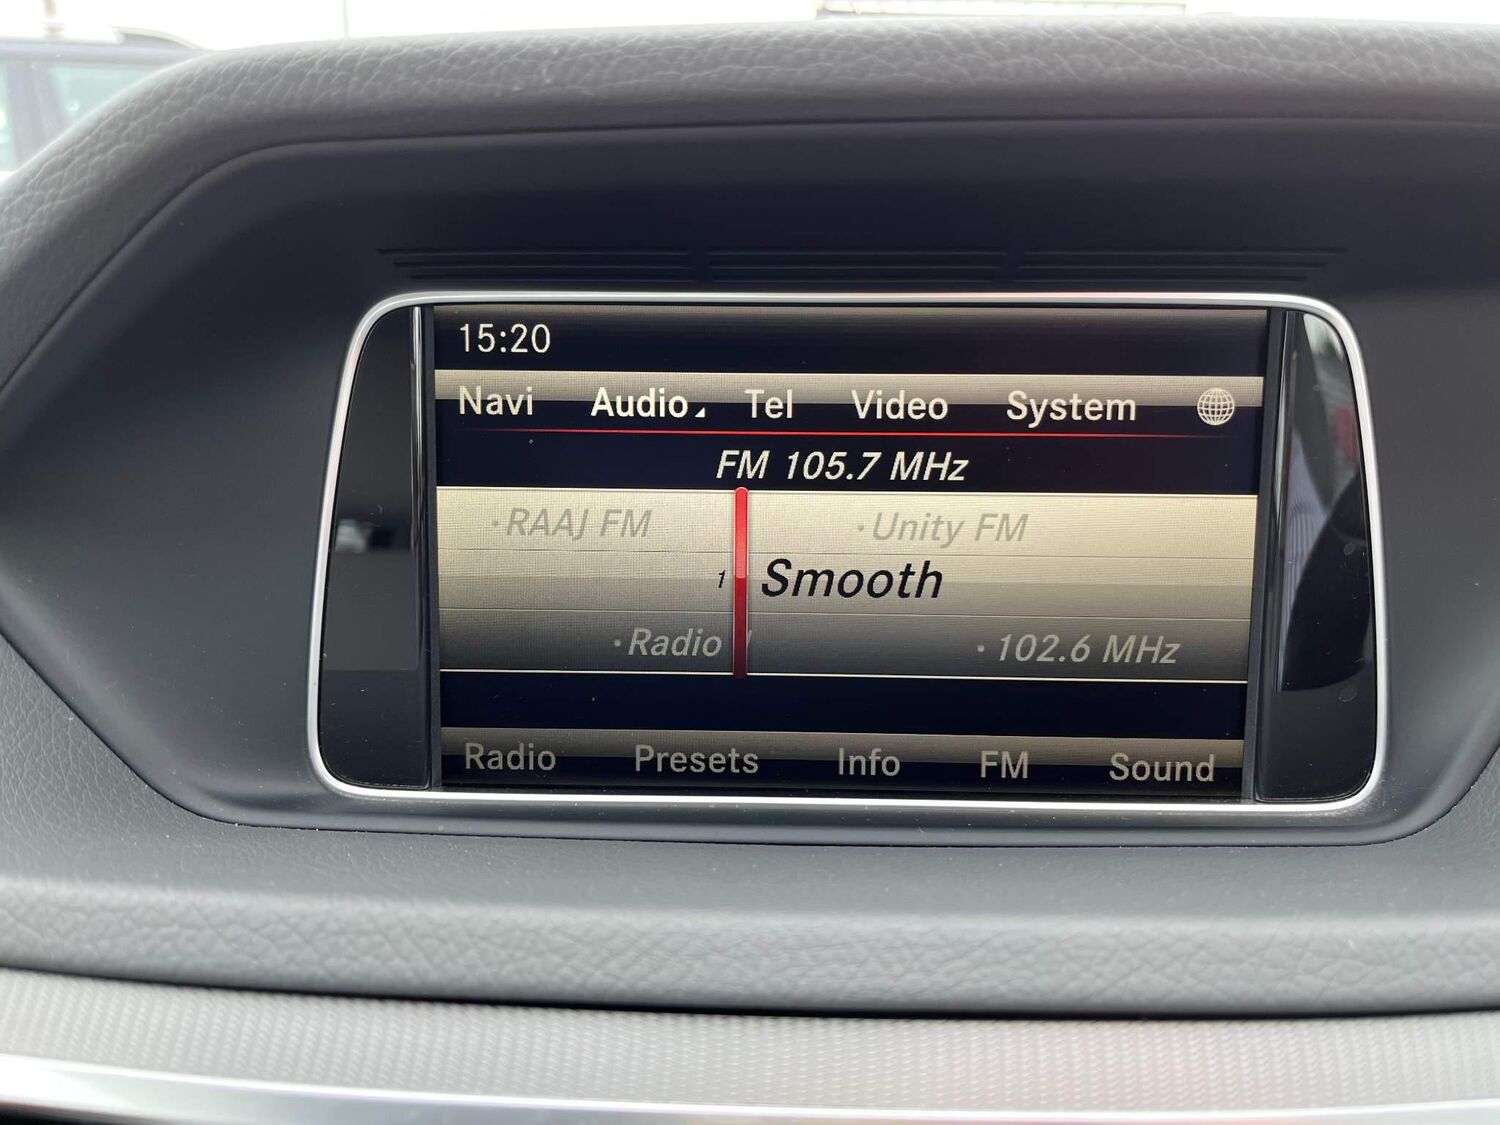 15:20
Navi Audio Tel Video System
FM 105.7 MHz
·RAAJ FM ·Unity FM
1 Smooth
·Radio ·102.6 MHz
Radio Presets Info FM Sound